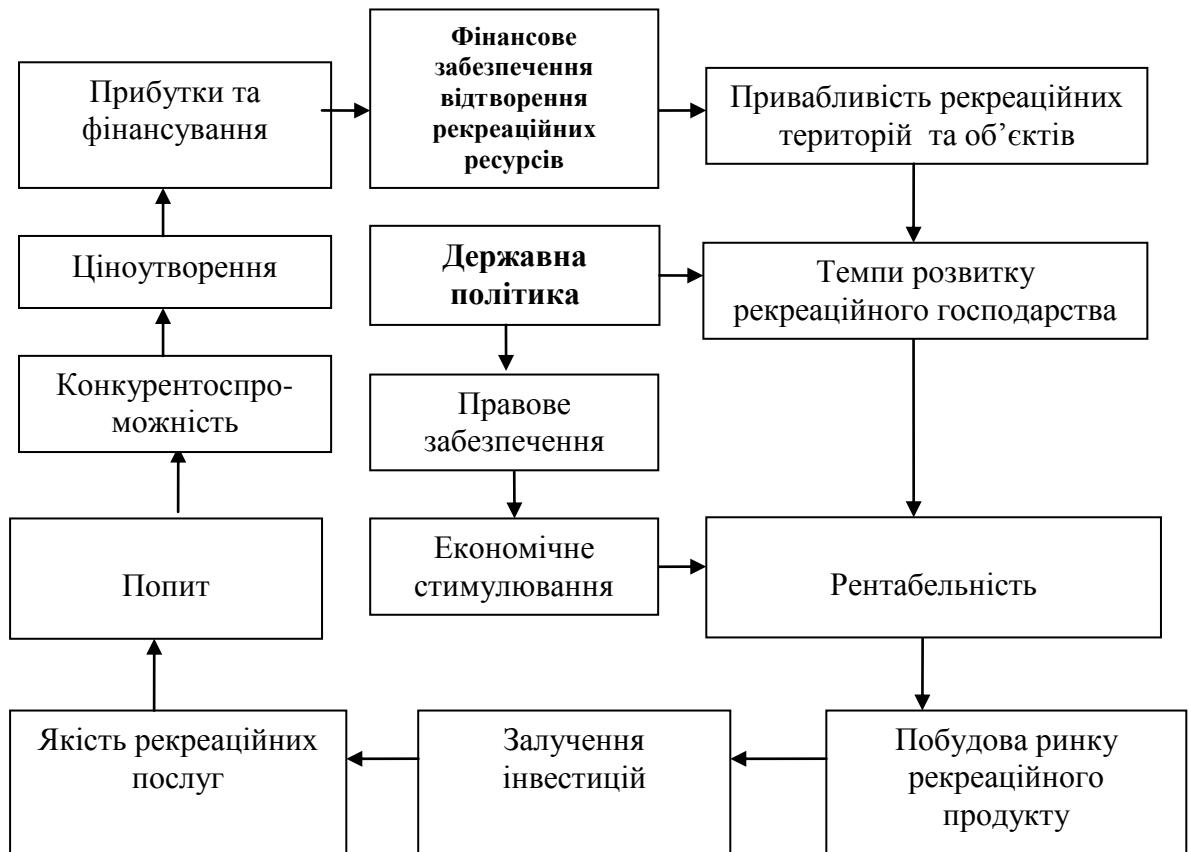 Прибутки та
фінансування
Фінансове
забезпечення
відтворення
рекреаційних
ресурсів
Привабливість рекреаційних
територій та об’єктів
Ціноутворення
Державна
політика
Темпи розвитку
рекреаційного господарства
Конкурентоспро-
можність
Правове
забезпечення
Попит
Економічне
стимулювання
Рентабельність
Якість рекреаційних
послуг
Залучення
інвестицій
Побудова ринку
рекреаційного
продукту